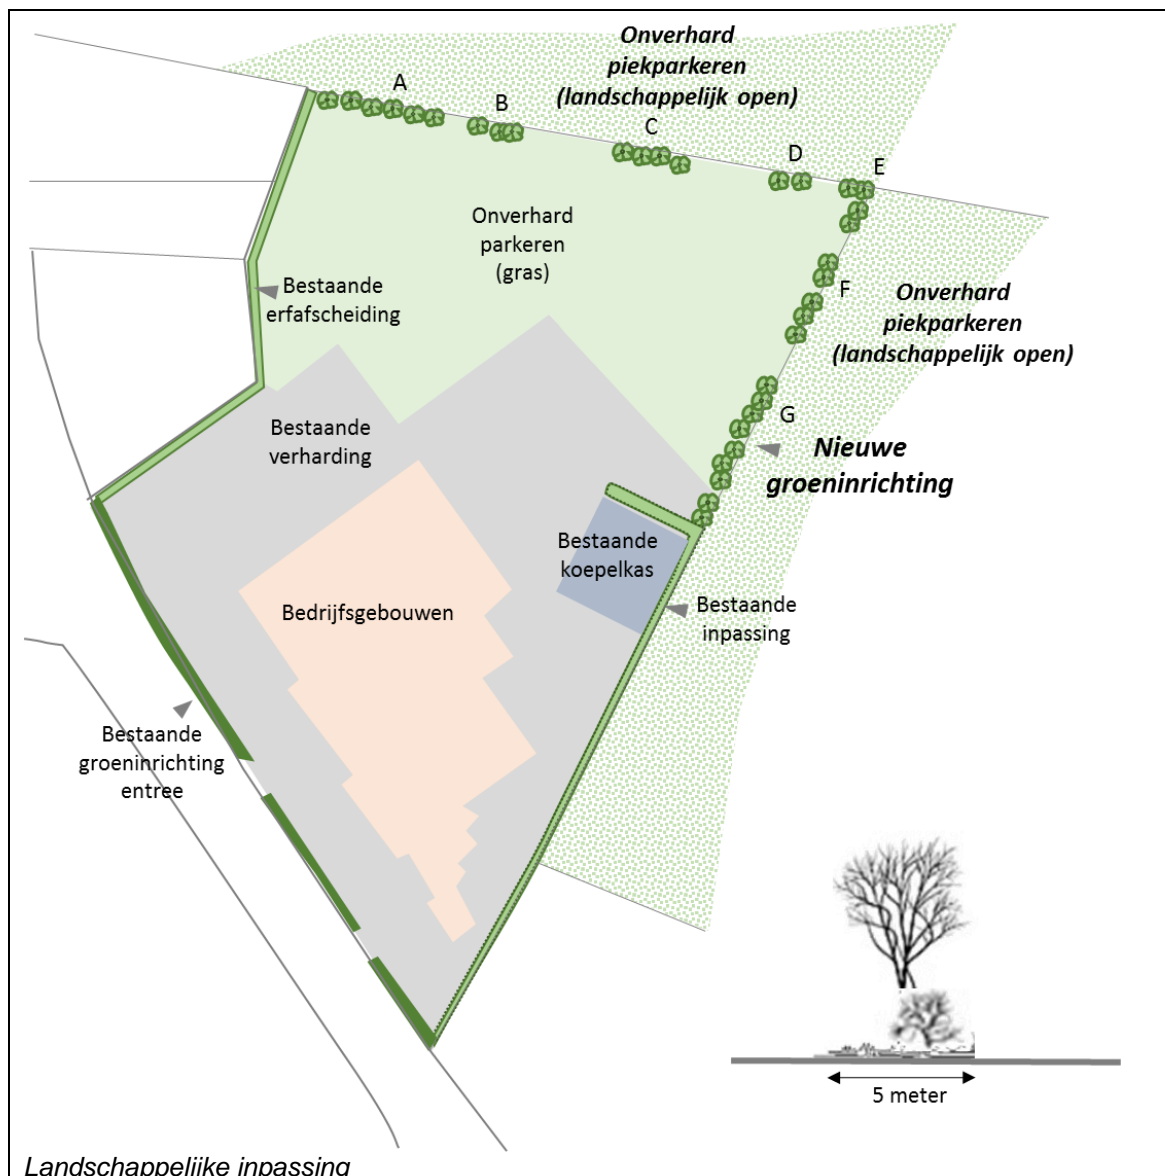 Onverhard
piekparkeren
(landschappelijk open)
A
B
C
D
E
Onverhard
parkeren
(gras)
Bestaande
erfafscheiding
F
Onverhard
piekparkeren
(landschappelijk open)
G
Bestaande
verharding
Nieuwe
groeninrichting
Bestaande
koepelkas
Bedrijfsgebouwen
Bestaande
inpassing
Bestaande
groeninrichting
entree
5 meter
Landschappelijke inpassing